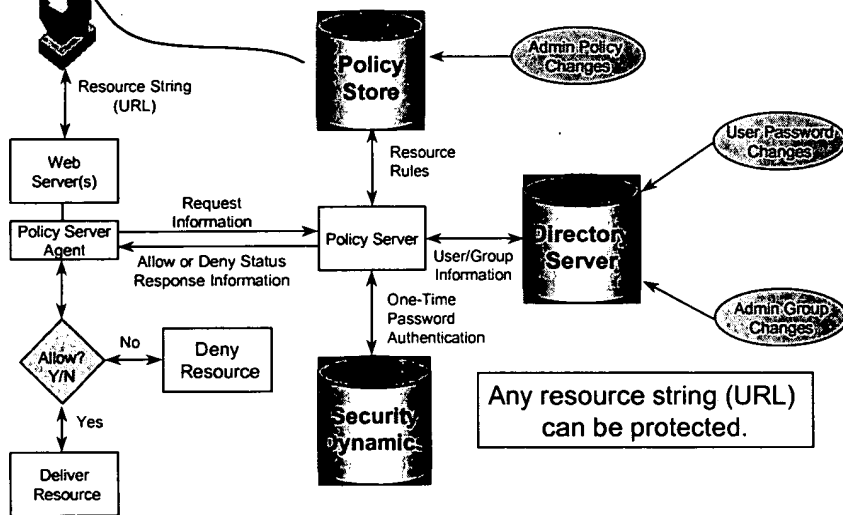 Policy
Store
Admin Policy
Changes
Resource String
(URL)
Web
Server(s)
Resource
Rules
User Password
Changes
Request
Information
Policy Server
Agent
Policy Server
Allow or Deny Status
Response Information
User/Group
Information
Directory
Server
One-Time
Password
Authentication
Admin Group
Changes
Allow?
Y/N
No
Deny
Resource
Yes
Security
Dynamic
Any resource string (URL)
can be protected.
Deliver
Resource